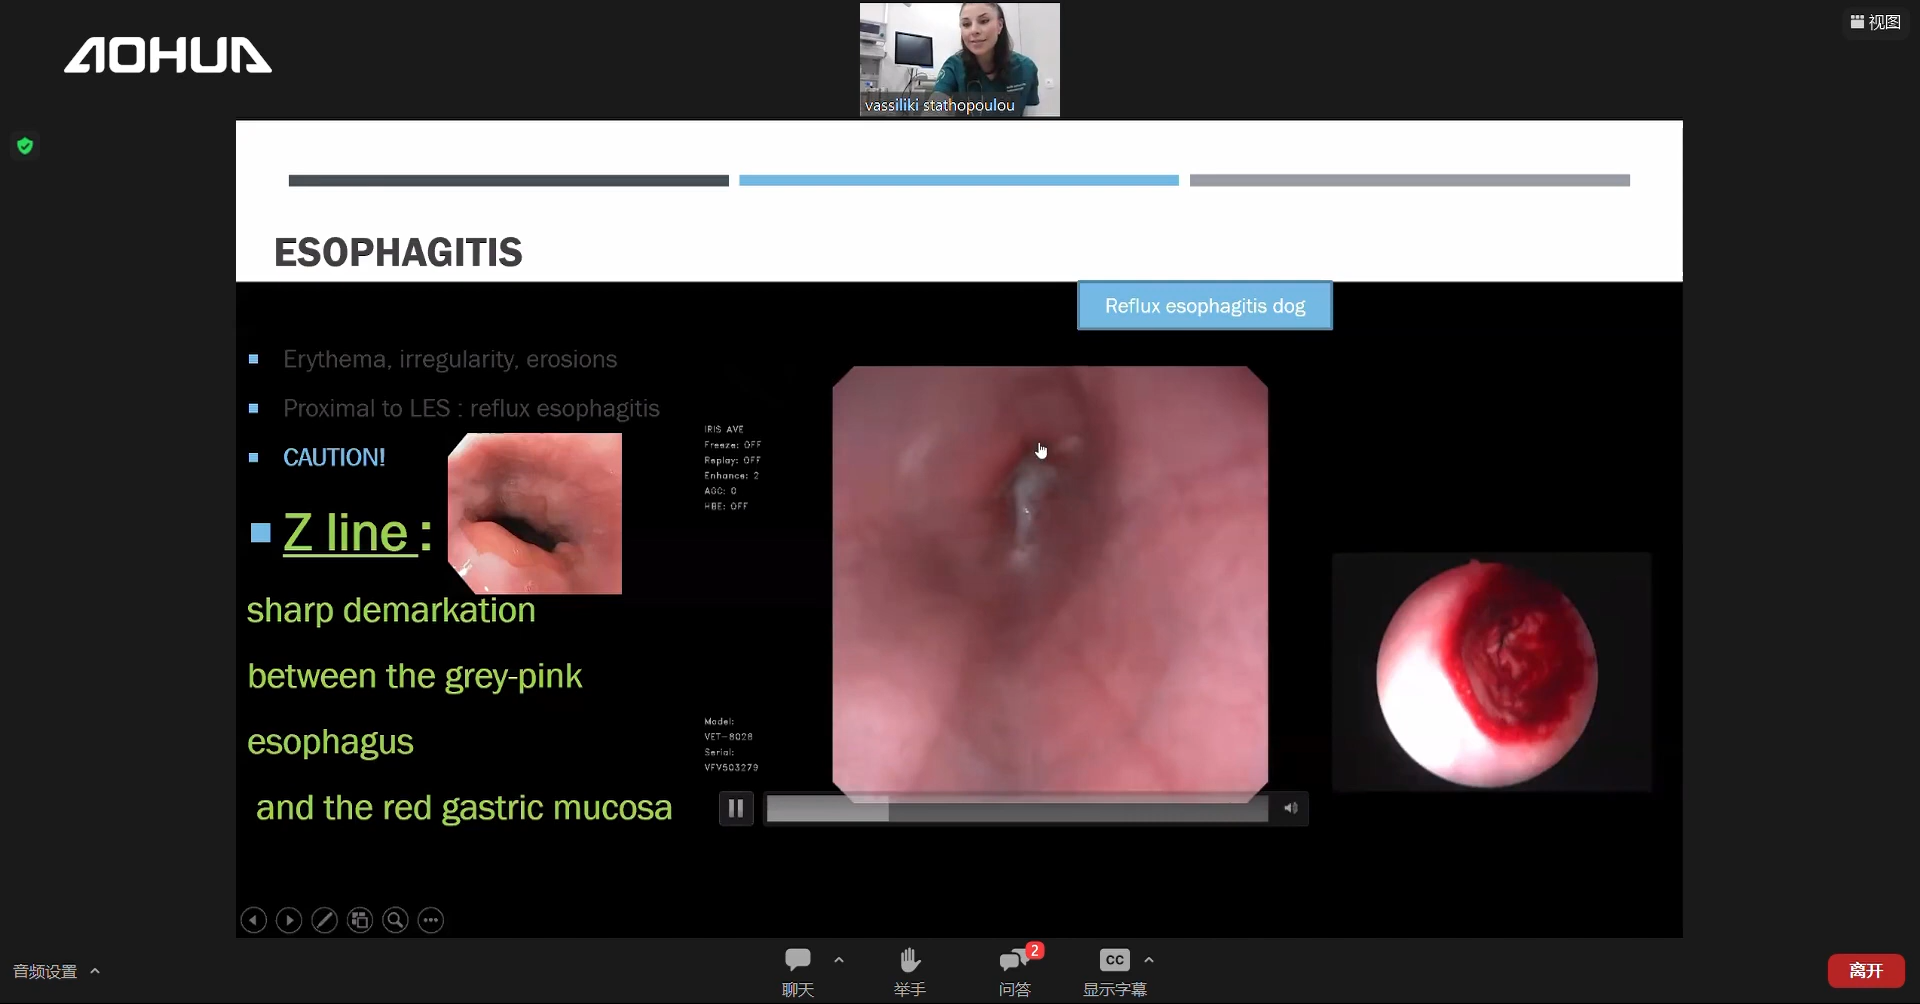 AOHUA
视图
vassiliki stathopoulou
ESOPHAGITIS
Reflux esophagitis dog
Erythema, irregularity, erosions
Proximal to LES : reflux esophagitis
CAUTION!
Z line :
sharp demarkation
between the grey-pink
esophagus
and the red gastric mucosa
IRIS AVE
Freeze: OFF
Replay: OFF
Enhance: 2
AGC: 0
HBE: OFF
Model:
VET-8028
Serial:
VFV503279
音频设置
聊天
举手
2
问答
CC
显示字幕
离开